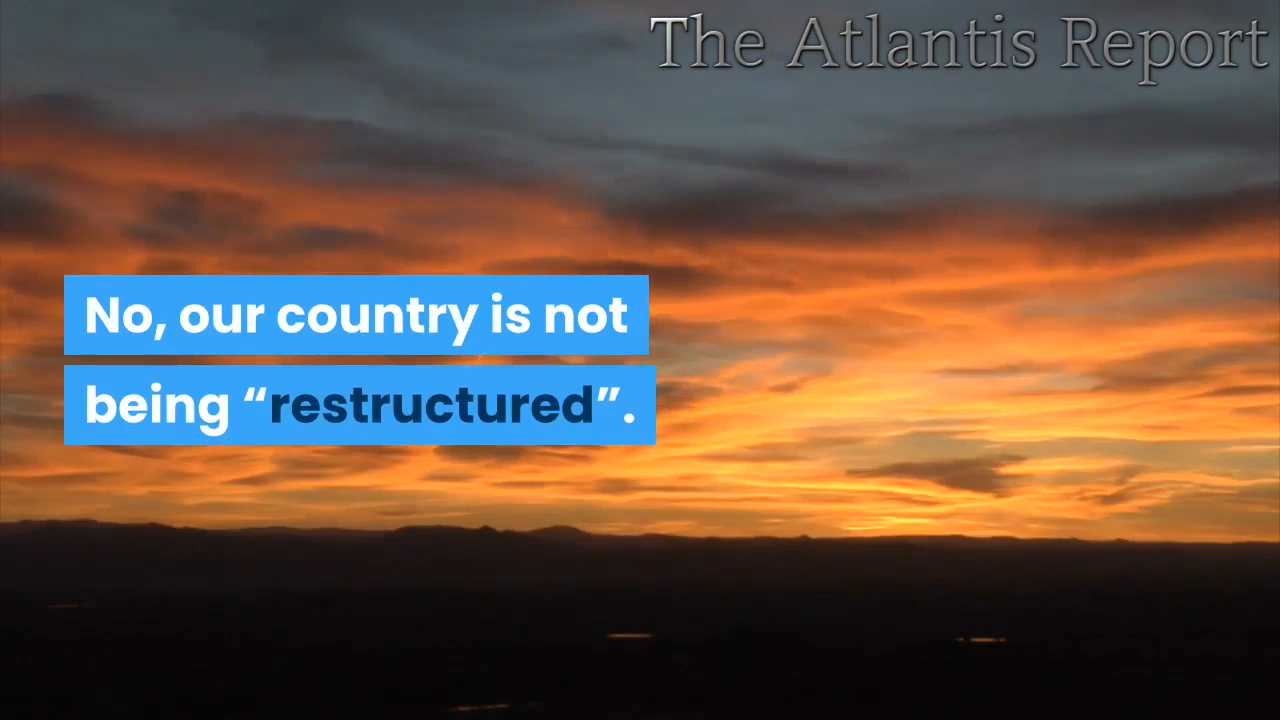 The Atlantis Report
No, our country is not
being “restructured”.